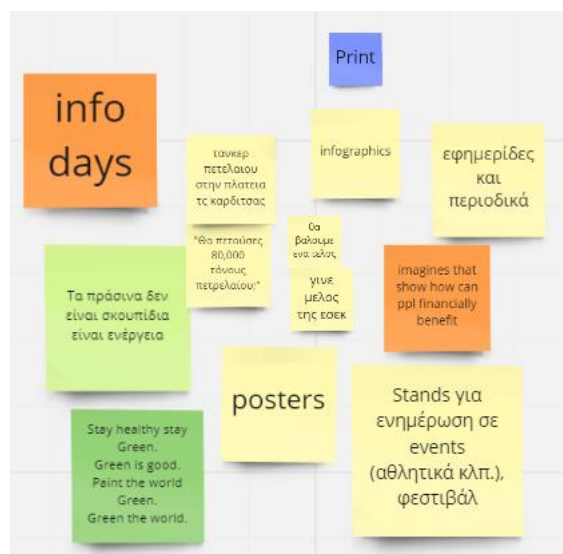 Print
info
days
τανκερ
πετελαιου
στην πλατεια
τς καρδιτσας
infographics
εφημερίδες
και
περιοδικά
"Θα πετούσες
80,000
τόνους
πετρελαίου;"
θα
βαλουμε
ενα μελος
γινε
μελος
της εσεκ
imagines that
show how can
ppl financially
benefit
Τα πράσινα δεν
είναι σκουπίδια
είναι ενέργεια
posters
Stands για
ενημέρωση σε
events
(αθλητικά κλπ.),
φεστιβάλ
Stay healthy stay
Green.
Green is good.
Paint the world
Green.
Green the world.